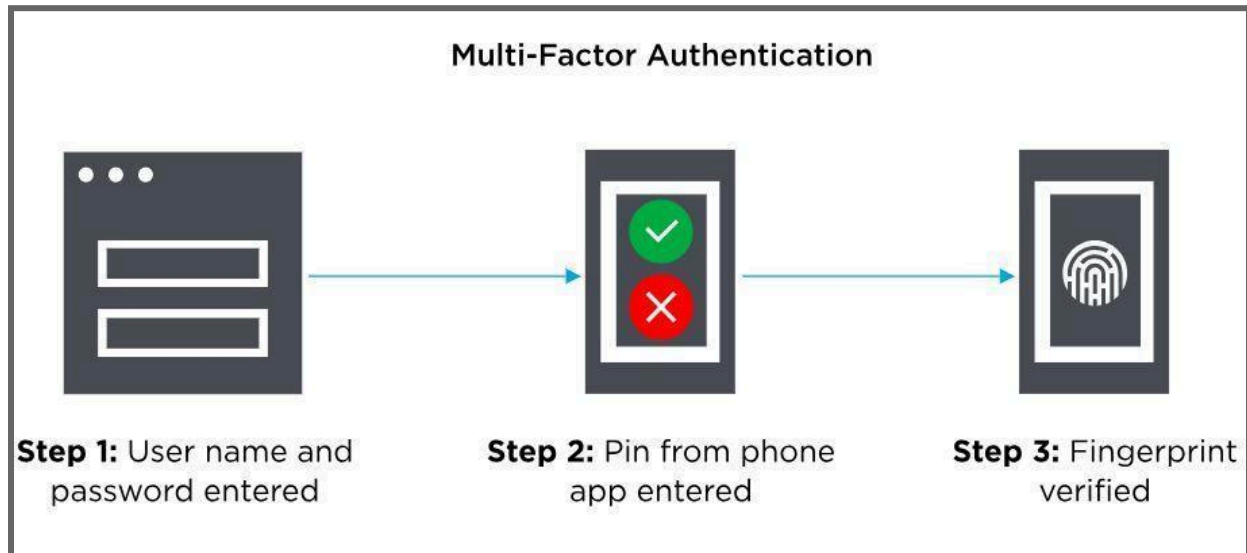 Multi-Factor Authentication
Step 1: User name and
password entered
Step 2: Pin from phone
app entered
Step 3: Fingerprint
verified